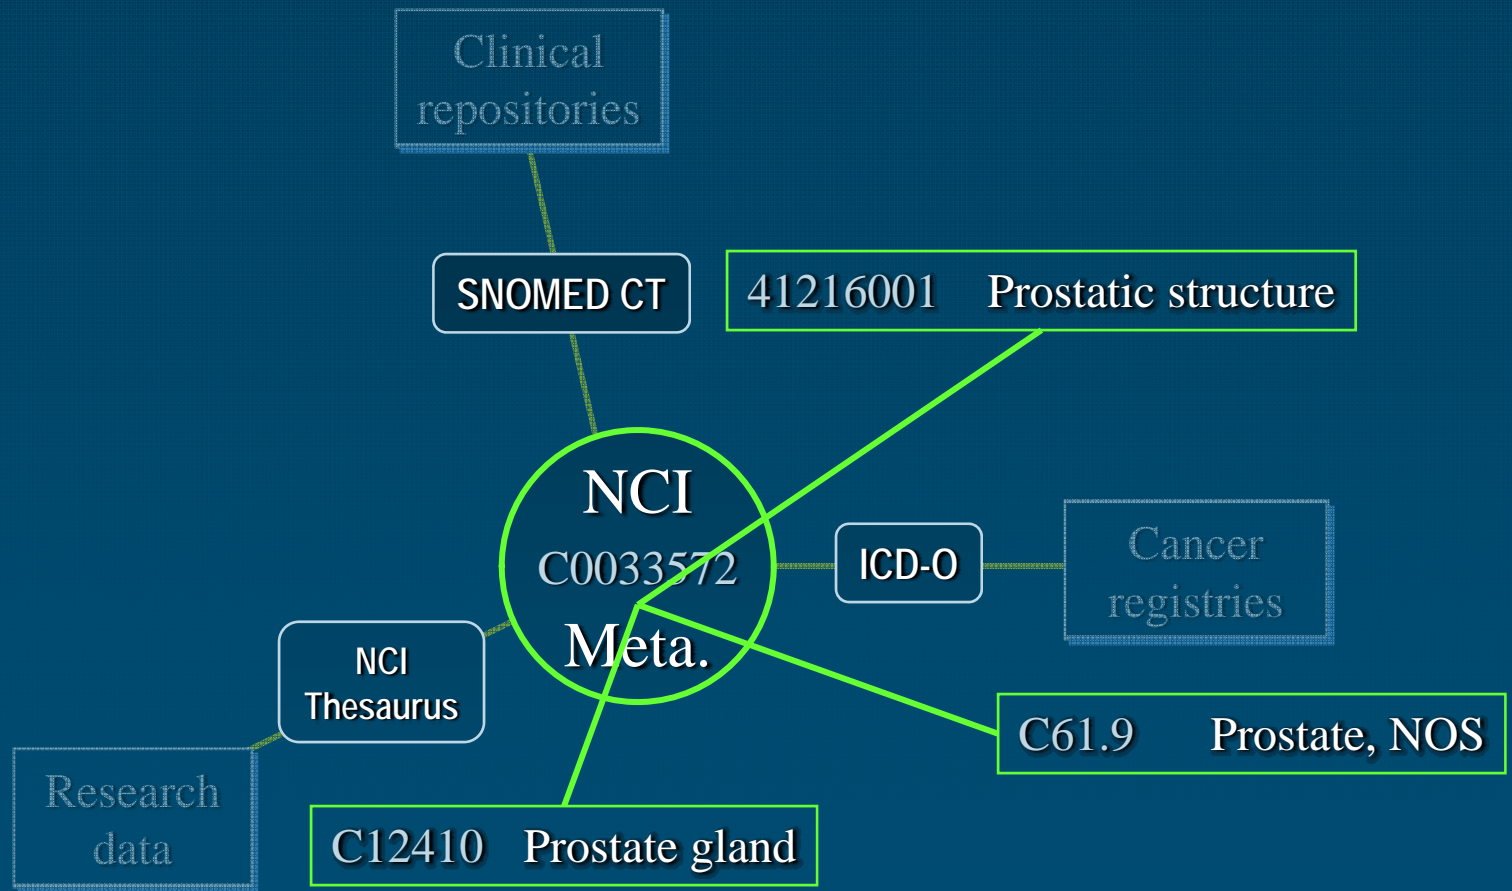 Clinical
repositories
SNOMED CT
41216001 Prostatic structure
NCI
C0033572
Meta.
ICD-O
Cancer
registries
NCI
Thesaurus
C61.9 Prostate, NOS
Research
data
C12410 Prostate gland